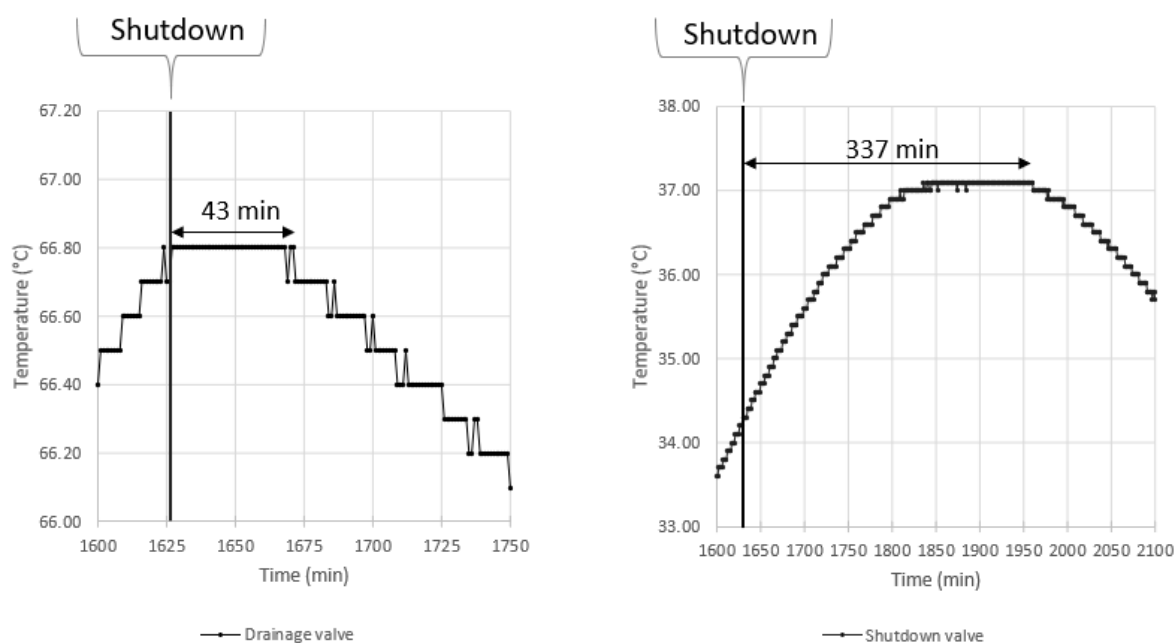 Shutdown
67.20
67.00
66.80
66.60
66.40
66.20
66.00
Temperature (°C)
43 min
1600 1625 1650 1675 1700 1725 1750
Time (min)
Drainage valve
Shutdown
38.00
37.00
36.00
35.00
34.00
33.00
Temperature (°C)
337 min
1600 1650 1700 1750 1800 1850 1900 1950 2000 2050 2100
Time (min)
Shutdown valve